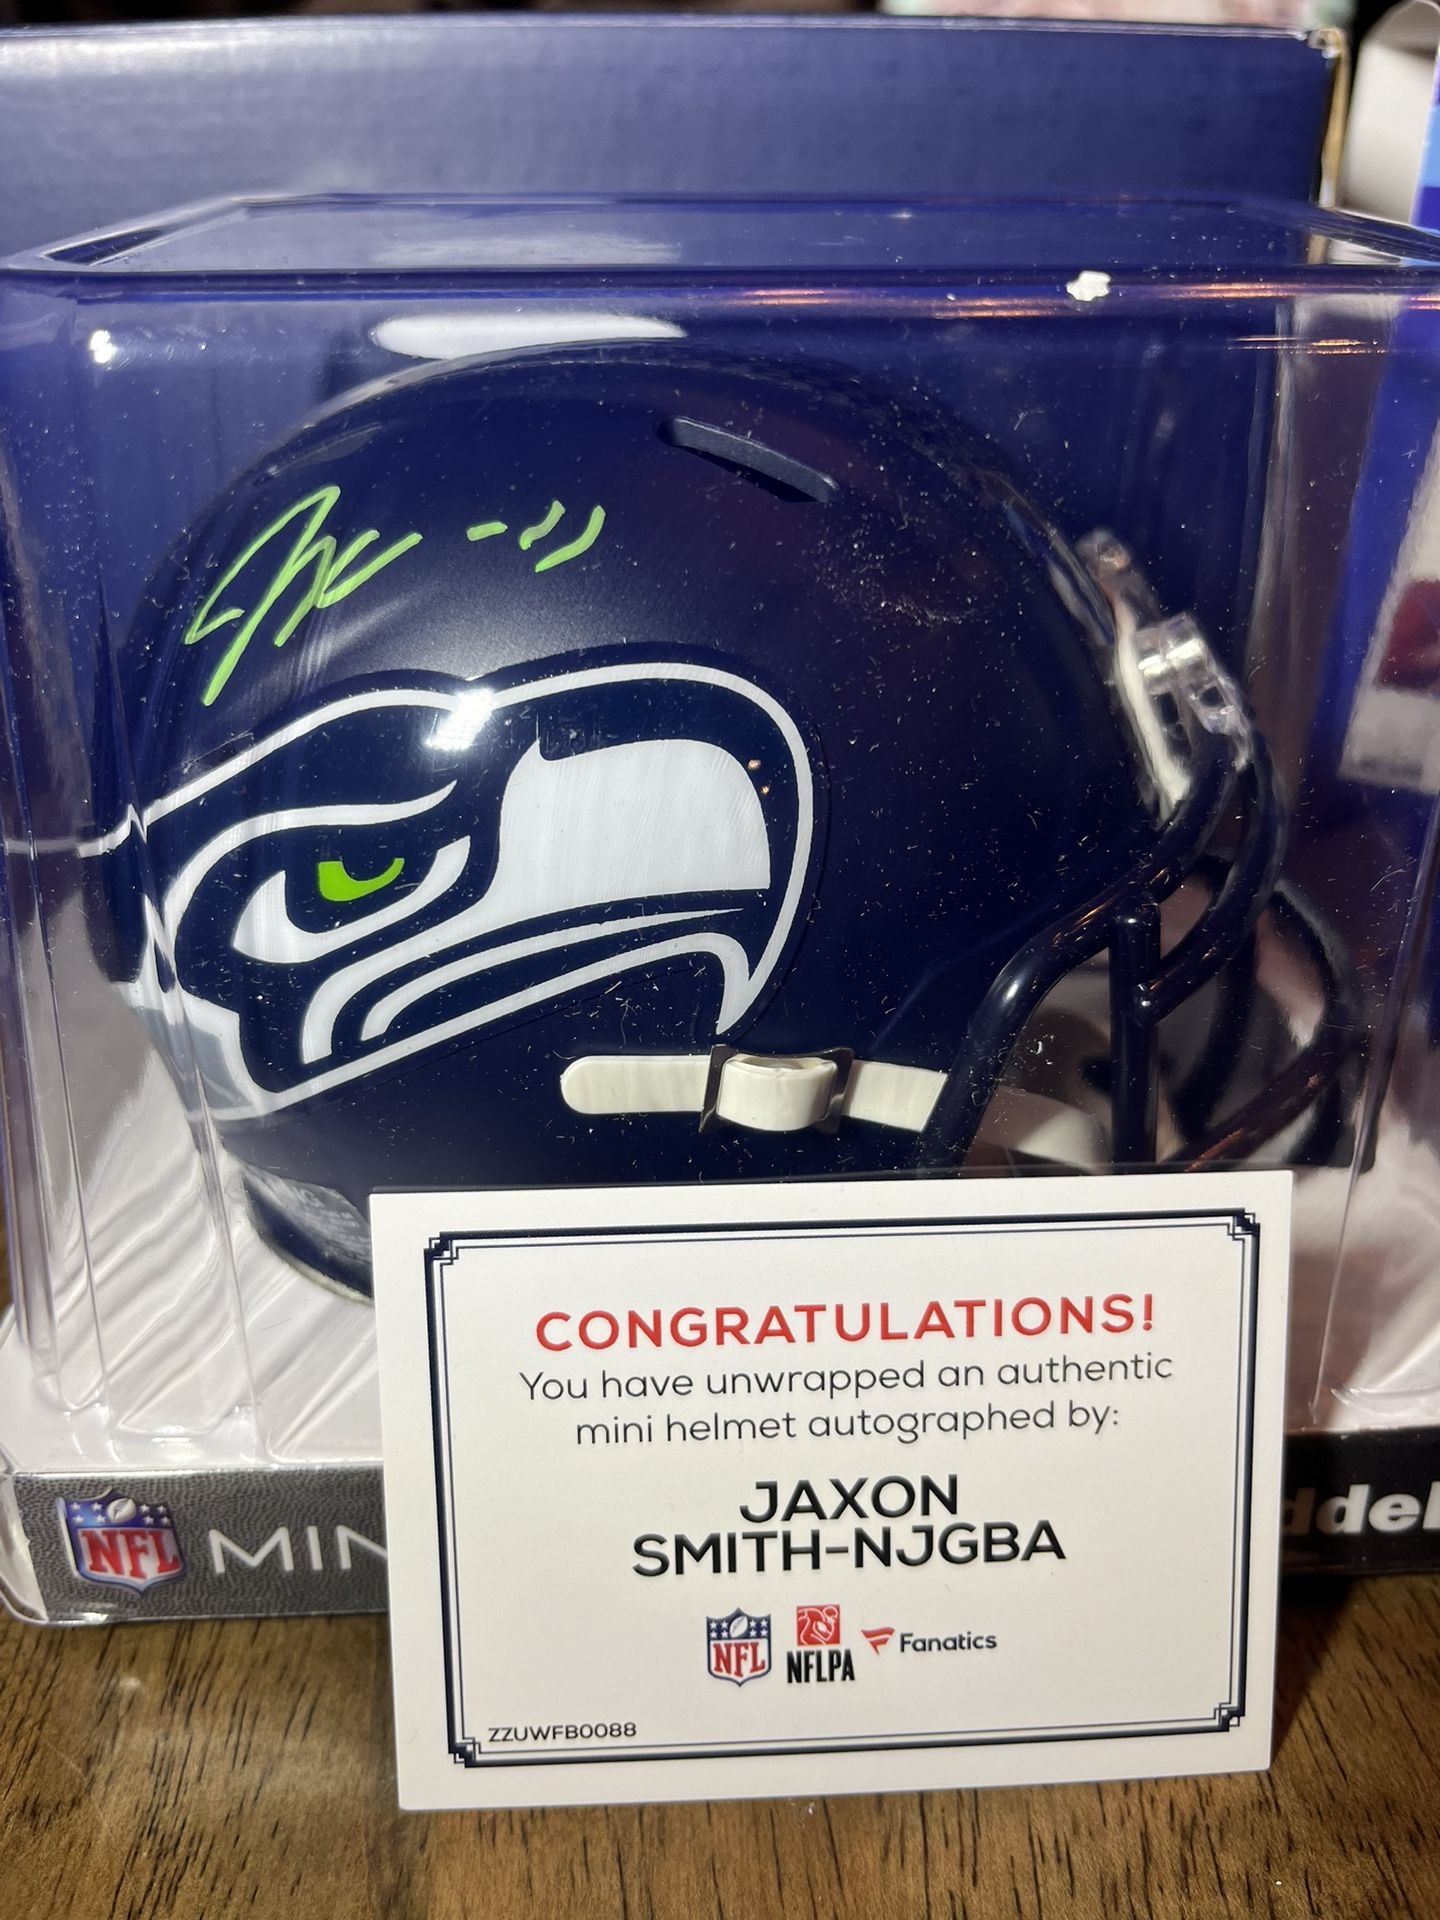 CONGRATULATIONS!
You have unwrapped an authentic
mini helmet autographed by:
JAXON
SMITH-NJGBA
NFL
NFLPA
Fanatics
ZZUWFB0088
NFL
MIN
ddel